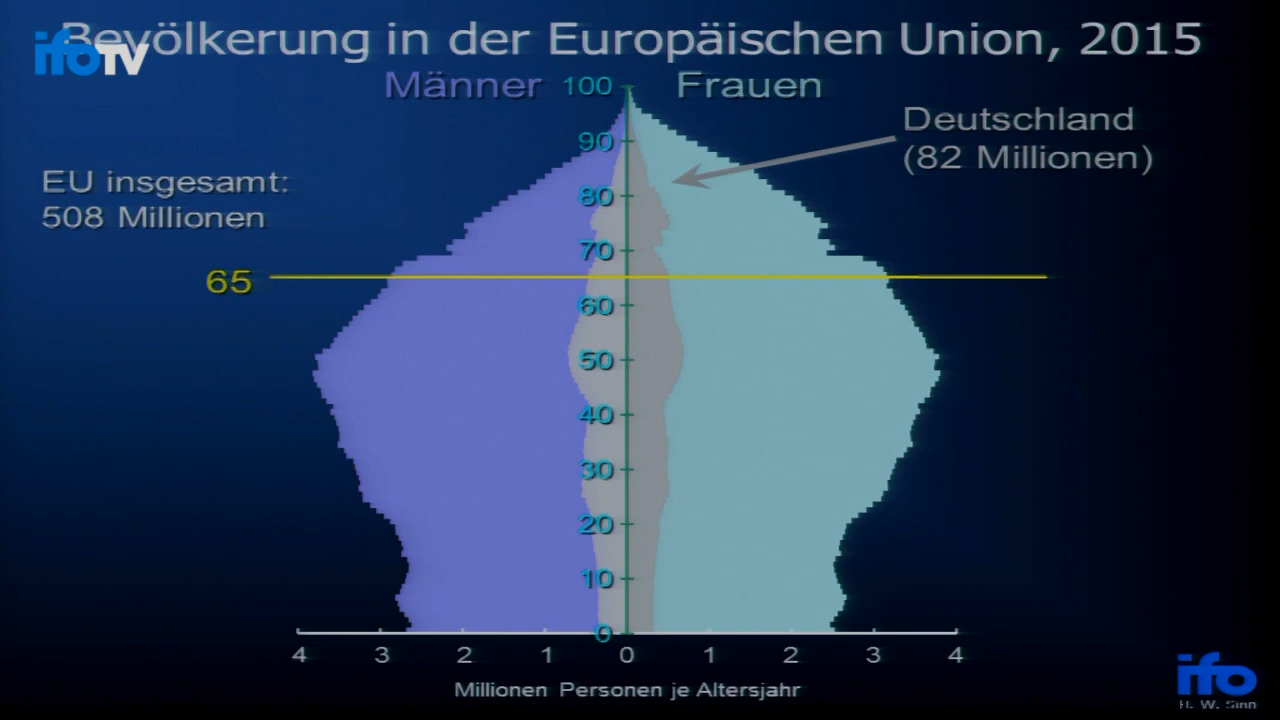 Bevölkerung in der Europäischen Union, 2015
ifoTV
Männer
Frauen
Deutschland
(82 Millionen)
EU insgesamt:
508 Millionen
65
100
90
80
70
60
50
40
30
20
10
0
4 3 2 1 0 1 2 3 4
Millionen Personen je Altersjahr
ifo
H. W. Sinn